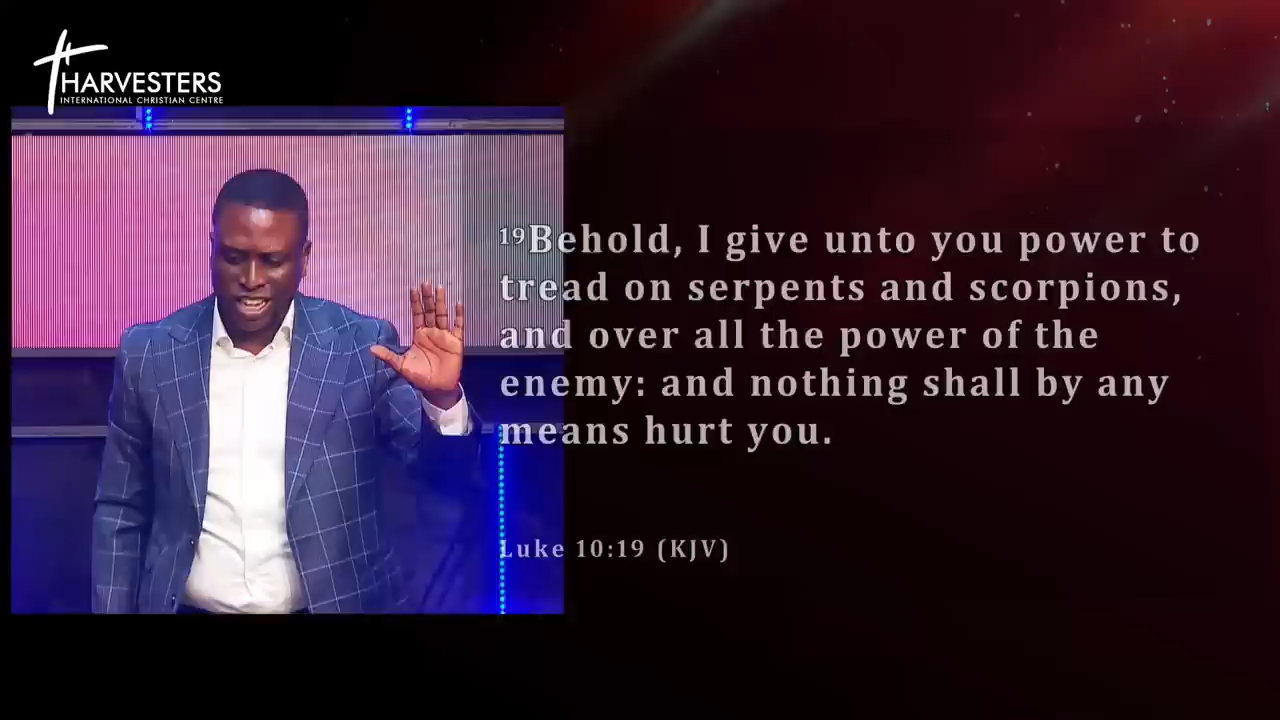 HARVESTERS
INTERNATIONAL CHRISTIAN CENTRE
19Behold, I give unto you power to
tread on serpents and scorpions,
and over all the power of the
enemy: and nothing shall by any
means hurt you.
Luke 10:19 (KJV)